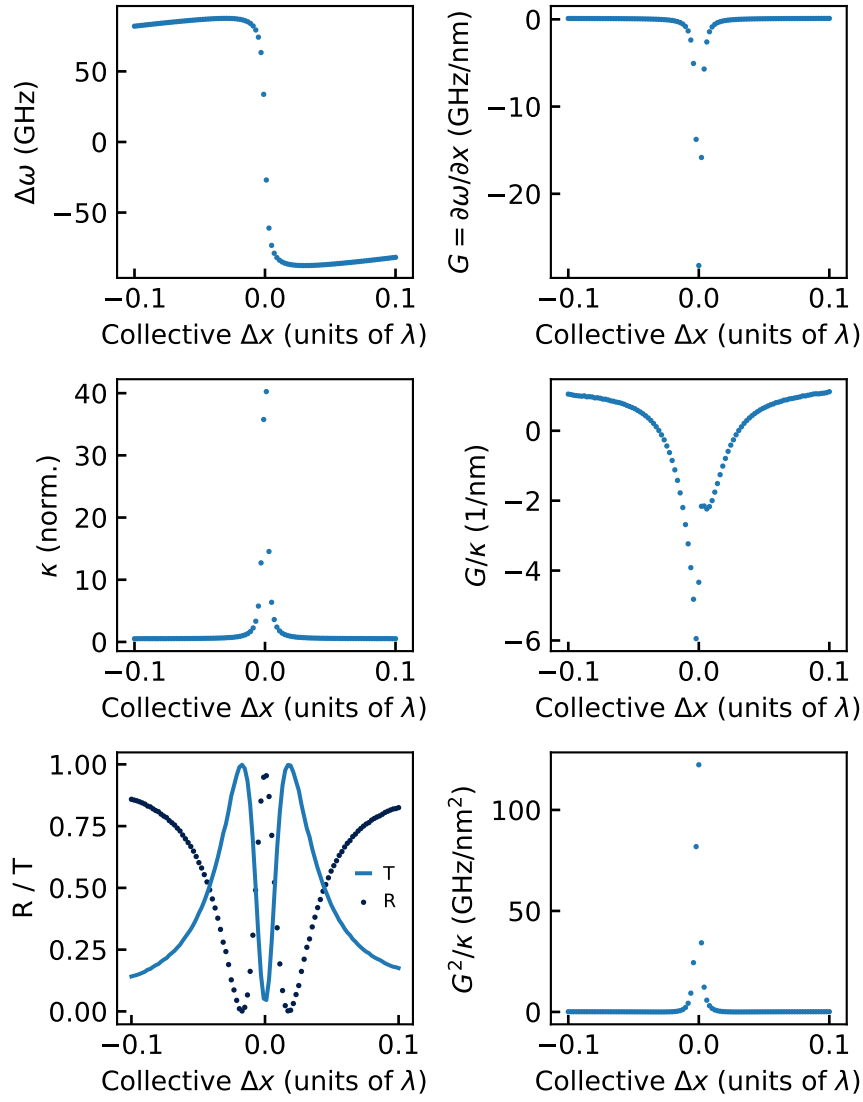 50
0
−50
Δω (GHz)
−0.1 0.0 0.1
Collective Δx (units of λ)
0
−10
−20
G = ∂ω/∂x (GHz/nm)
−0.1 0.0 0.1
Collective Δx (units of λ)
40
30
20
10
0
κ (norm.)
−0.1 0.0 0.1
Collective Δx (units of λ)
0
−2
−4
−6
G/κ (1/nm)
−0.1 0.0 0.1
Collective Δx (units of λ)
1.00
0.75
0.50
0.25
0.00
R / T
T
R
−0.1 0.0 0.1
Collective Δx (units of λ)
100
50
0
G²/κ (GHz/nm²)
−0.1 0.0 0.1
Collective Δx (units of λ)